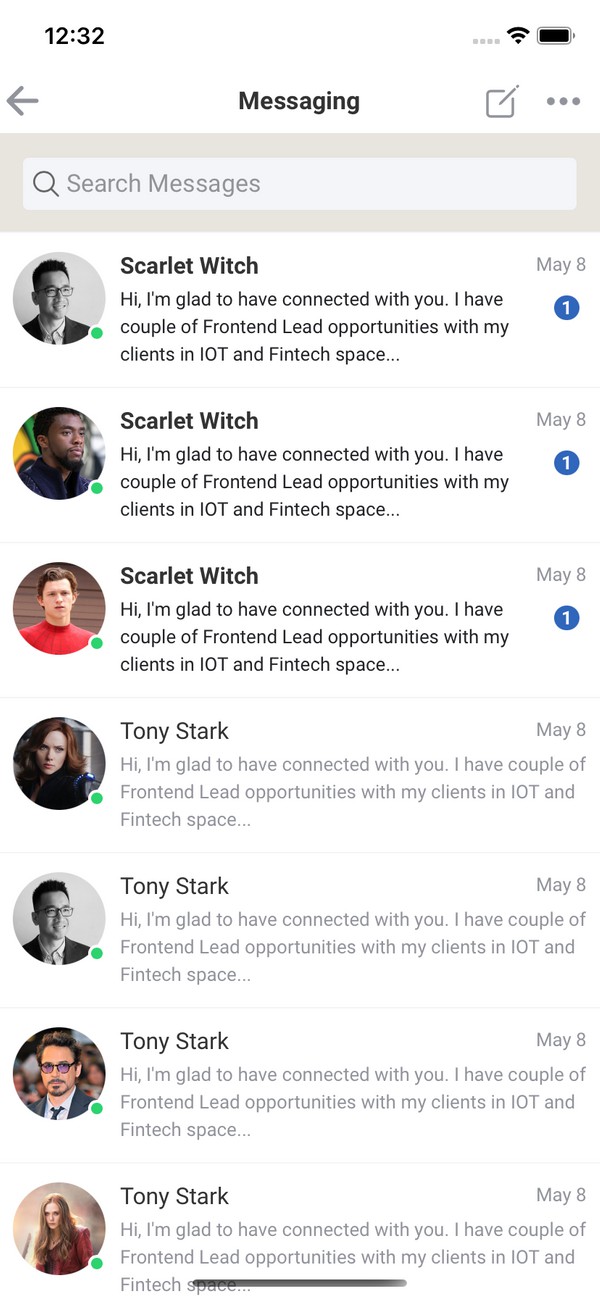 12:32
Messaging
Search Messages
Scarlet Witch
May 8
Hi, I'm glad to have connected with you. I have
1
couple of Frontend Lead opportunities with my
clients in IOT and Fintech space...
Scarlet Witch
May 8
Hi, I'm glad to have connected with you. I have
1
couple of Frontend Lead opportunities with my
clients in IOT and Fintech space...
Scarlet Witch
May 8
Hi, I'm glad to have connected with you. I have
1
couple of Frontend Lead opportunities with my
clients in IOT and Fintech space...
Tony Stark
May 8
Hi, I'm glad to have connected with you. I have couple of
Frontend Lead opportunities with my clients in IOT and
Fintech space...
Tony Stark
May 8
Hi, I'm glad to have connected with you. I have couple of
Frontend Lead opportunities with my clients in IOT and
Fintech space...
Tony Stark
May 8
Hi, I'm glad to have connected with you. I have couple of
Frontend Lead opportunities with my clients in IOT and
Fintech space...
Tony Stark
May 8
Hi, I'm glad to have connected with you. I have couple of
Frontend Lead opportunities with my clients in IOT and
Fintech space...